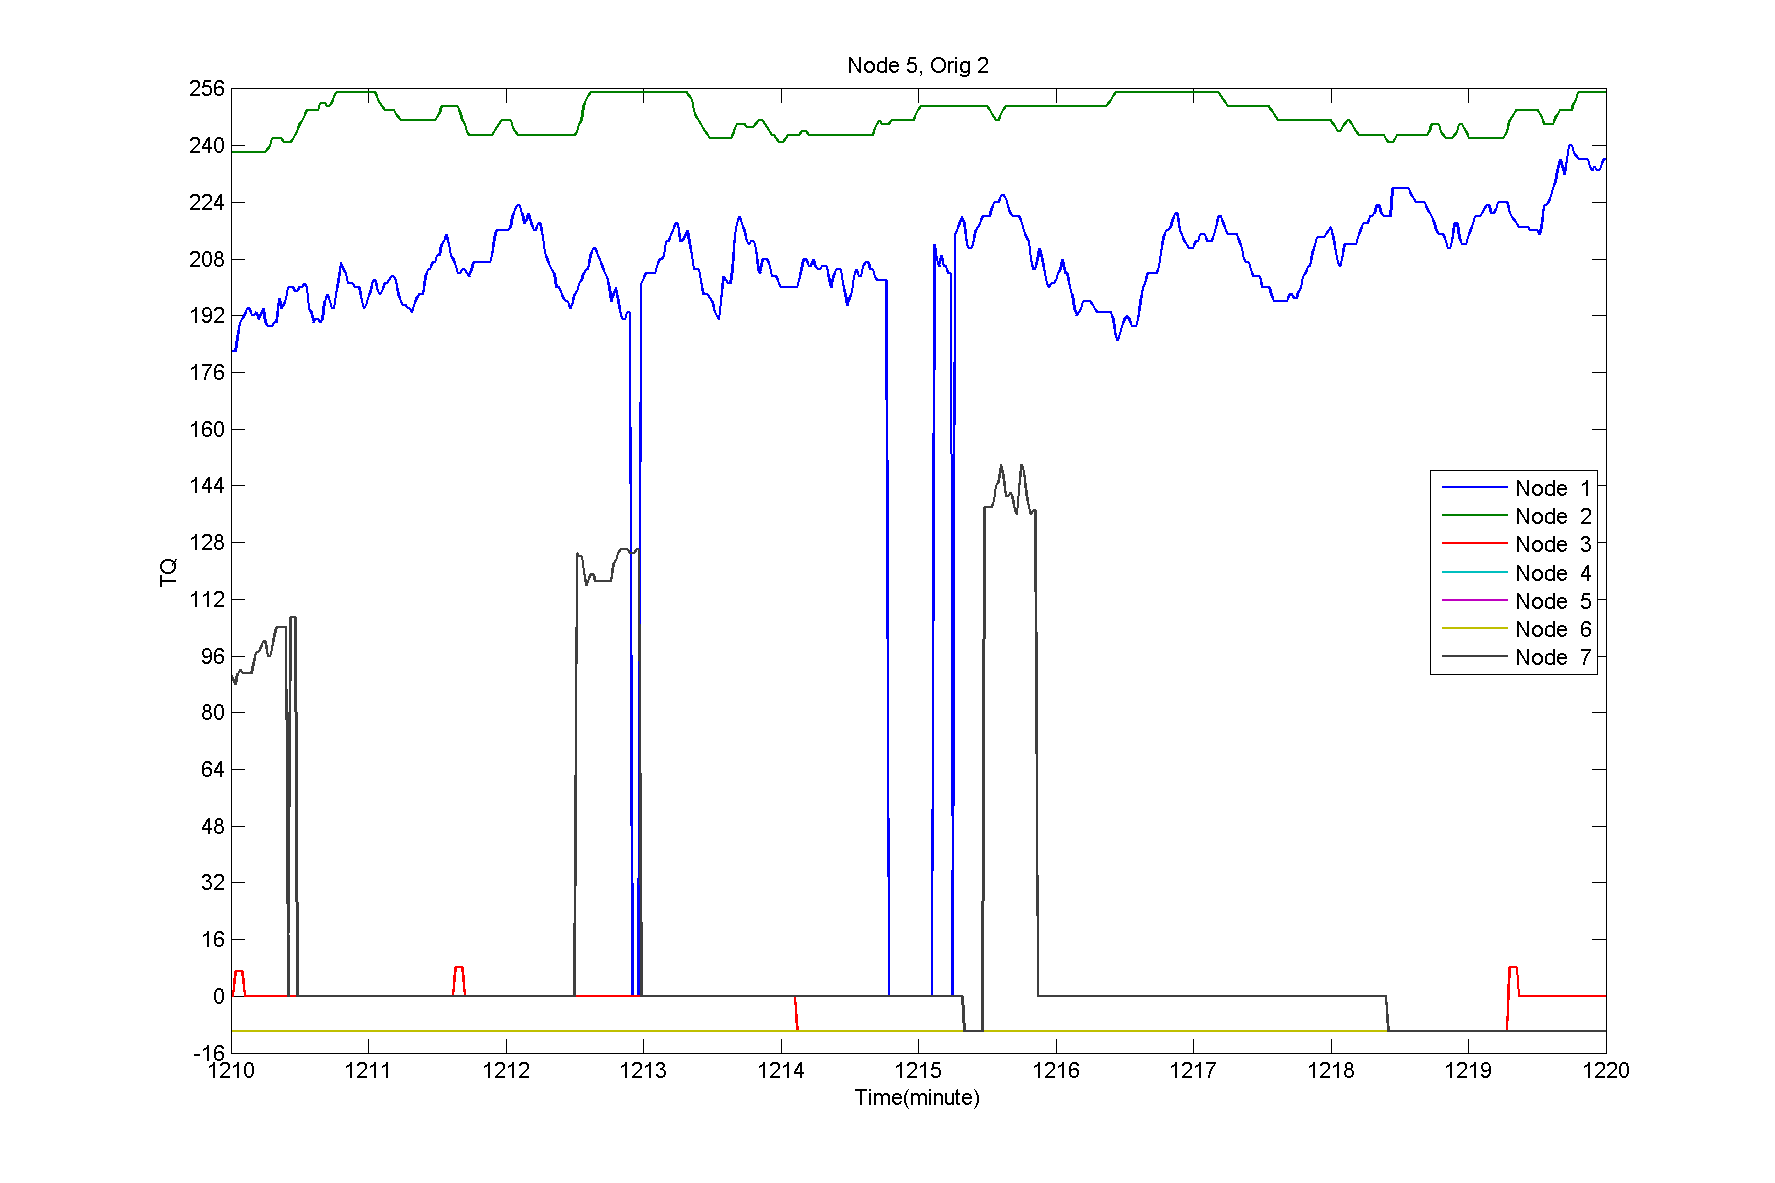 Node 5, Orig 2
256
240
224
208
192
176
160
144
128
112
96
80
64
48
32
16
0
-16
TQ
Node 1
Node 2
Node 3
Node 4
Node 5
Node 6
Node 7
1210 1211 1212 1213 1214 1215 1216 1217 1218 1219 1220
Time(minute)